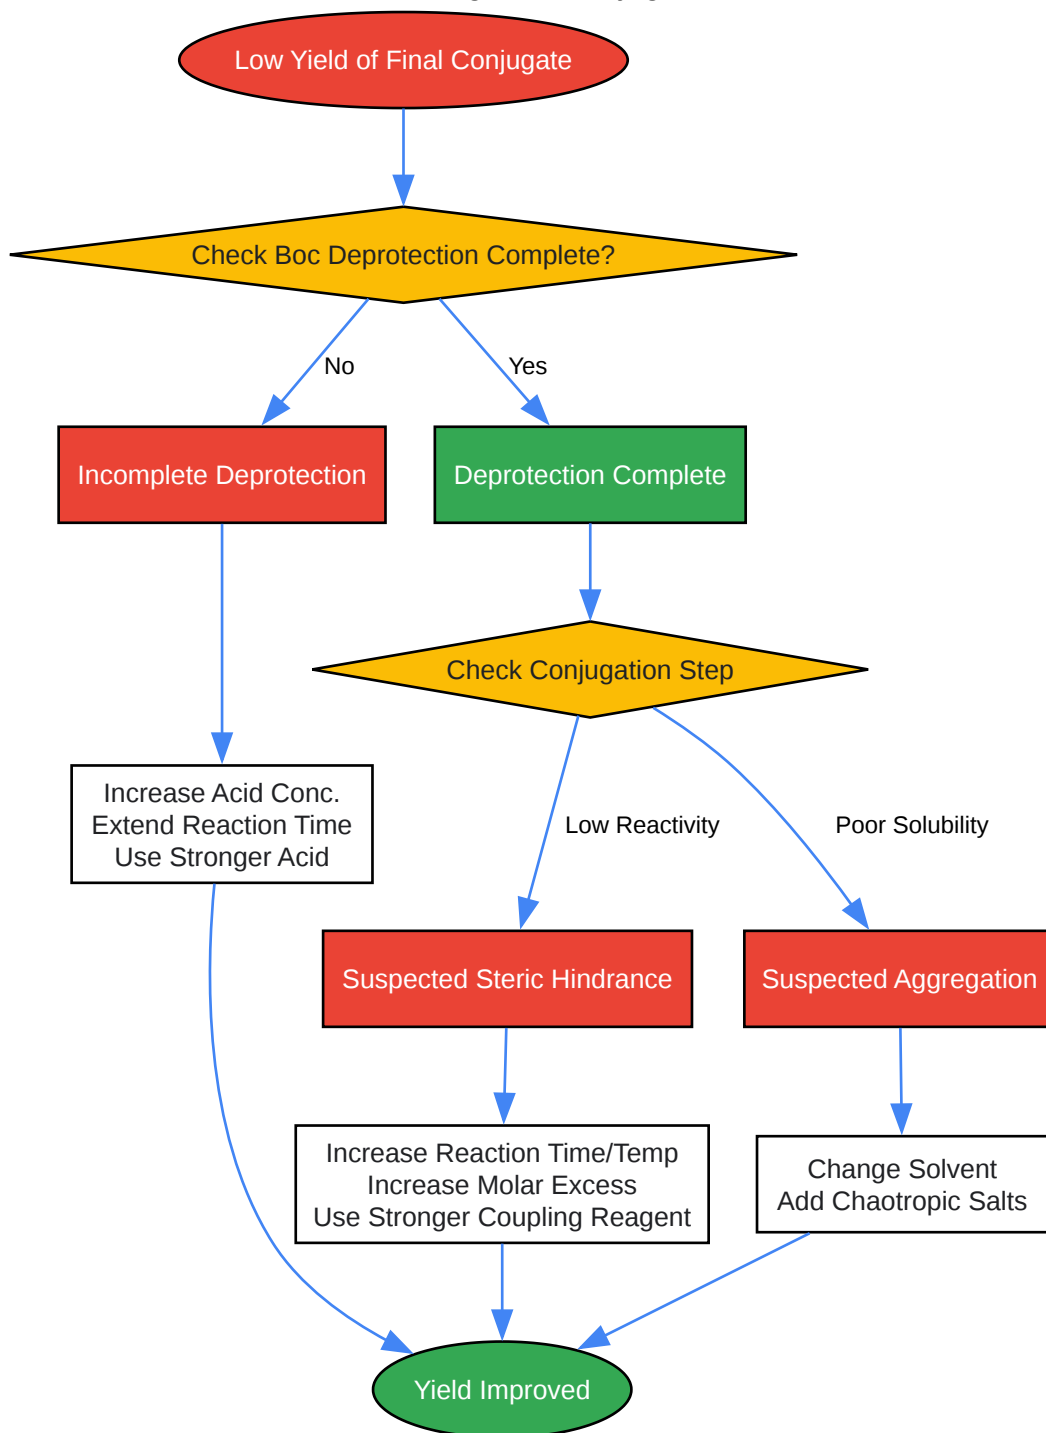 Low Yield of Final Conjugate
Check Boc Deprotection Complete?
No
Yes
Incomplete Deprotection
Deprotection Complete
Check Conjugation Step
Increase Acid Conc.
Extend Reaction Time
Use Stronger Acid
Low Reactivity
Poor Solubility
Suspected Steric Hindrance
Suspected Aggregation
Increase Reaction Time/Temp
Increase Molar Excess
Use Stronger Coupling Reagent
Change Solvent
Add Chaotropic Salts
Yield Improved